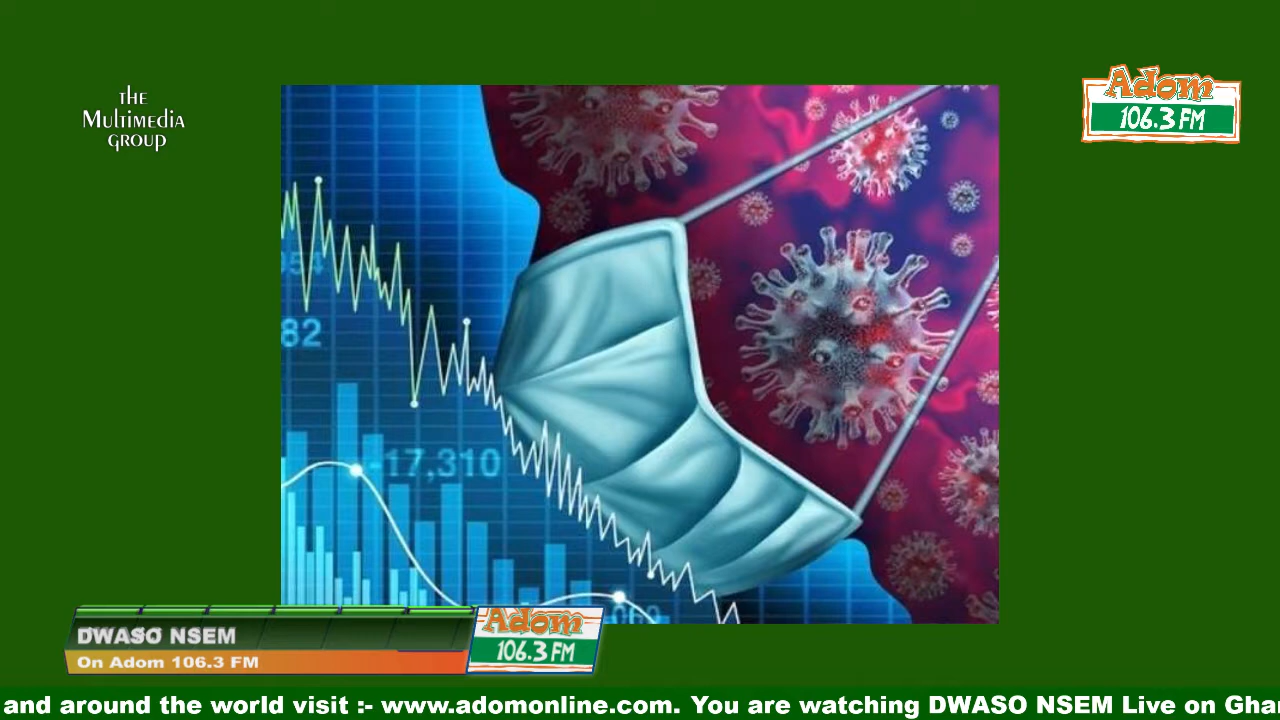 THE
Multimedia
GROUP
Adom
106.3 FM
82
-17,310
DWASO NSEM
On Adom 106.3 FM
Adom
106.3 FM
and around the world visit :- www.adomonline.com. You are watching DWASO NSEM Live on Gha